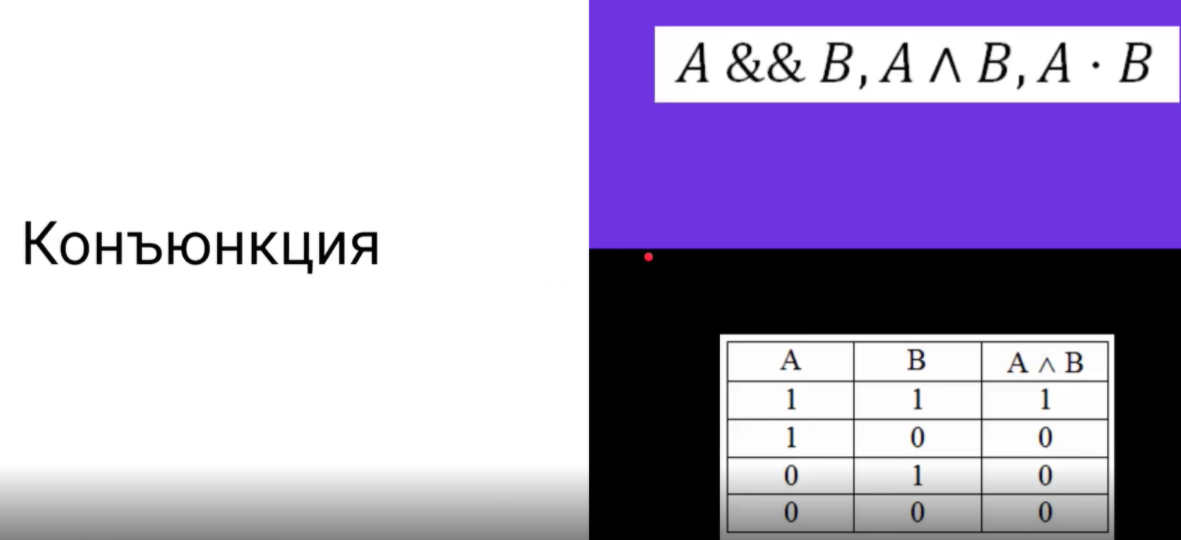 Конъюнкция
A && B, A ∧ B, A · B
A B A ∧ B
1 1 1
1 0 0
0 1 0
0 0 0